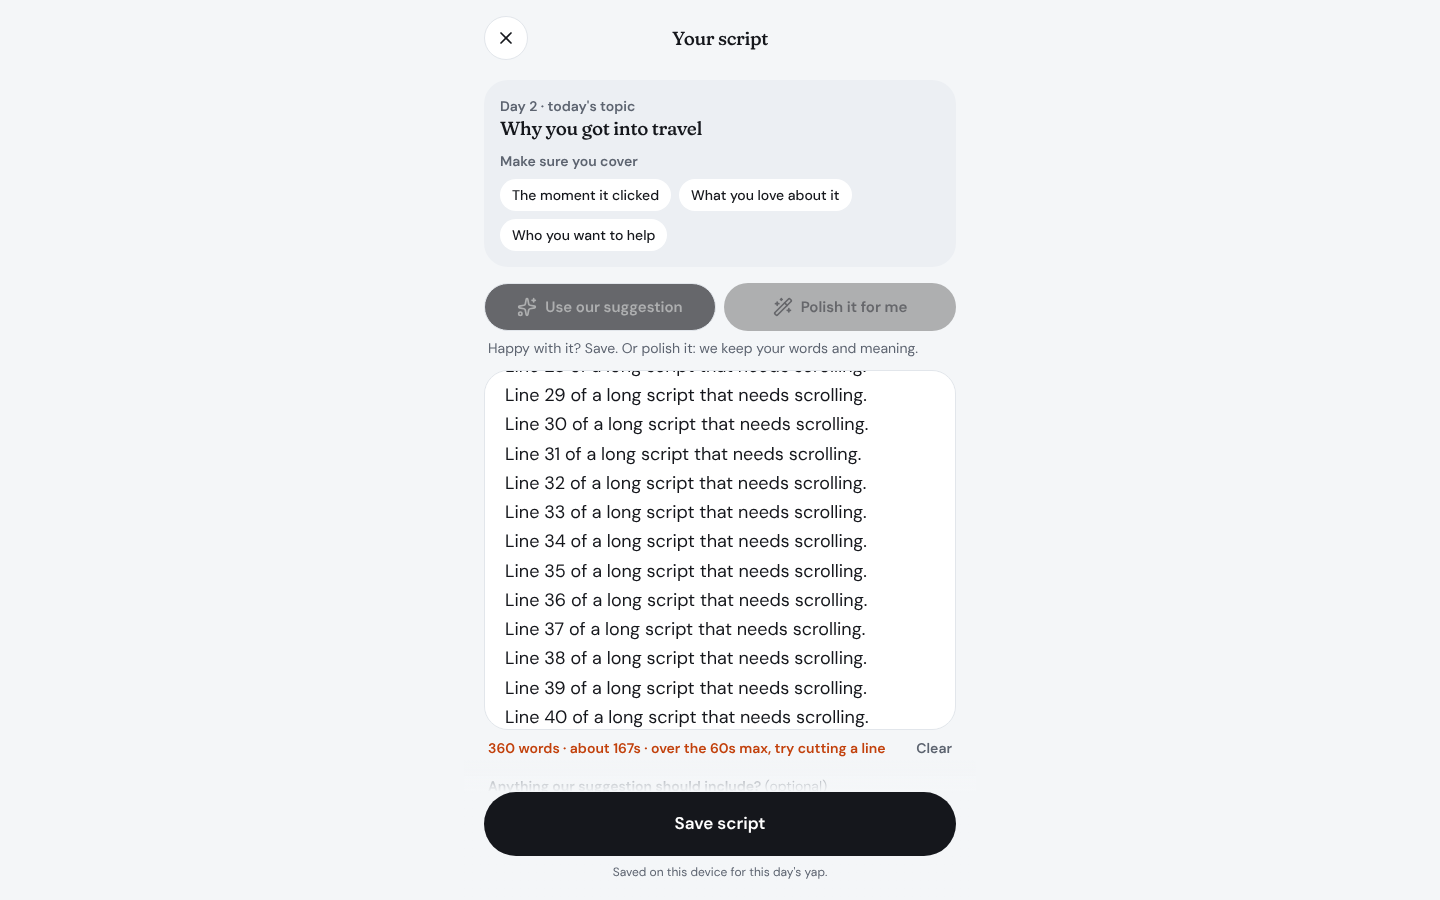 Your script
Day 2 · today's topic
Why you got into travel
Make sure you cover
The moment it clicked
What you love about it
Who you want to help
Use our suggestion
Polish it for me
Happy with it? Save. Or polish it: we keep your words and meaning.
Line 29 of a long script that needs scrolling.
Line 30 of a long script that needs scrolling.
Line 31 of a long script that needs scrolling.
Line 32 of a long script that needs scrolling.
Line 33 of a long script that needs scrolling.
Line 34 of a long script that needs scrolling.
Line 35 of a long script that needs scrolling.
Line 36 of a long script that needs scrolling.
Line 37 of a long script that needs scrolling.
Line 38 of a long script that needs scrolling.
Line 39 of a long script that needs scrolling.
Line 40 of a long script that needs scrolling.
360 words · about 167s · over the 60s max, try cutting a line
Clear
Anything our suggestion should include? (optional)
Save script
Saved on this device for this day's yap.